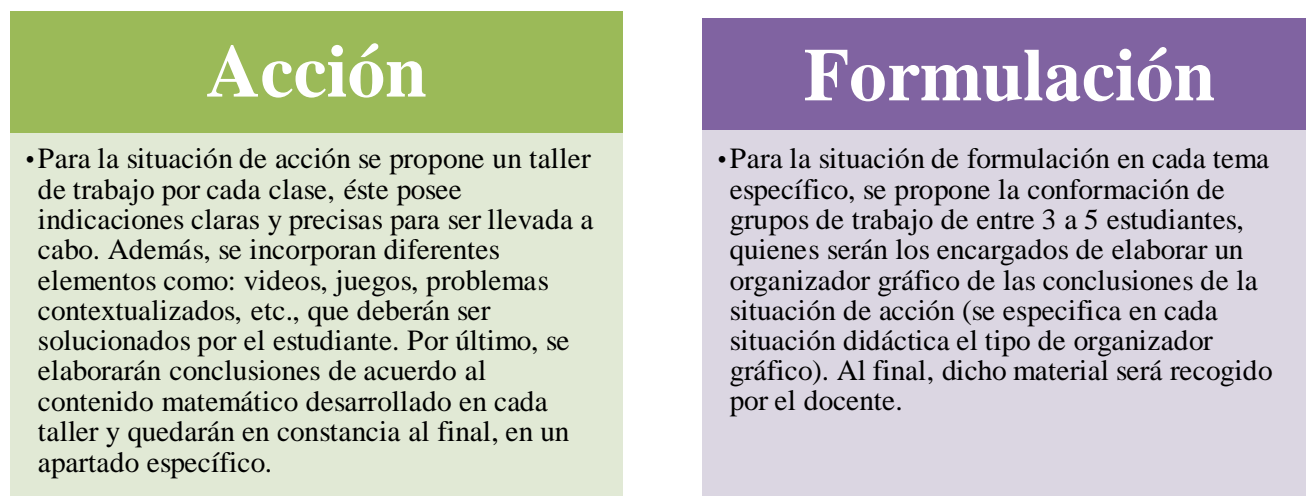 Acción
•Para la situación de acción se propone un taller
de trabajo por cada clase, éste posee
indicaciones claras y precisas para ser llevada a
cabo. Además, se incorporan diferentes
elementos como: videos, juegos, problemas
contextualizados, etc., que deberán ser
solucionados por el estudiante. Por último, se
elaborarán conclusiones de acuerdo al
contenido matemático desarrollado en cada
taller y quedarán en constancia al final, en un
apartado específico.
Formulación
•Para la situación de formulación en cada tema
específico, se propone la conformación de
grupos de trabajo de entre 3 a 5 estudiantes,
quienes serán los encargados de elaborar un
organizador gráfico de las conclusiones de la
situación de acción (se especifica en cada
situación didáctica el tipo de organizador
gráfico). Al final, dicho material será recogido
por el docente.